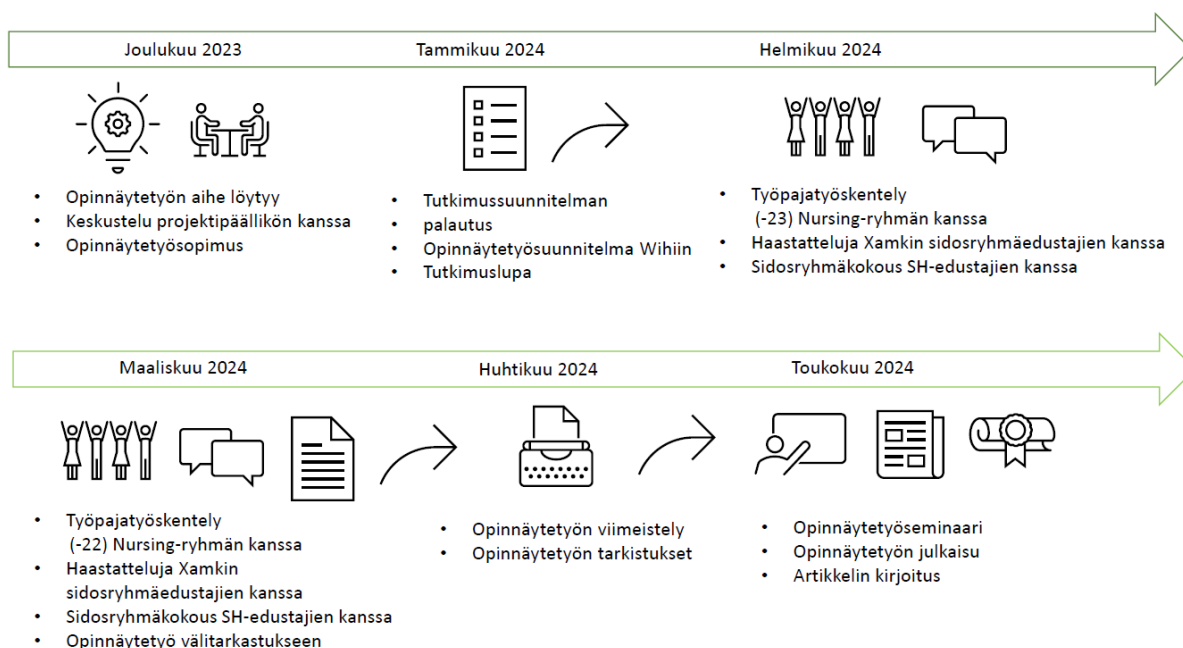 Joulukuu 2023
Tammikuu 2024
Helmikuu 2024
• Opinnäytetyön aihe löytyy
• Keskustelu projektipäällikön kanssa
• Opinnäytetyösopimus
• Tutkimussuunnitelman
• palautus
• Opinnäytetyösuunnitelma Wihiin
• Tutkimuslupa
• Työpajatyöskentely
(-23) Nursing-ryhmän kanssa
• Haastatteluja Xamkin sidosryhmäedustajien kanssa
• Sidosryhmäkokous SH-edustajien kanssa
Maaliskuu 2024
Huhtikuu 2024
Toukokuu 2024
• Työpajatyöskentely
(-22) Nursing-ryhmän kanssa
• Haastatteluja Xamkin
sidosryhmäedustajien kanssa
• Sidosryhmäkokous SH-edustajien kanssa
• Opinnäytetyö välitarkastukseen
• Opinnäytetyön viimeistely
• Opinnäytetyön tarkistukset
• Opinnäytetyöseminaari
• Opinnäytetyön julkaisu
• Artikkelin kirjoitus